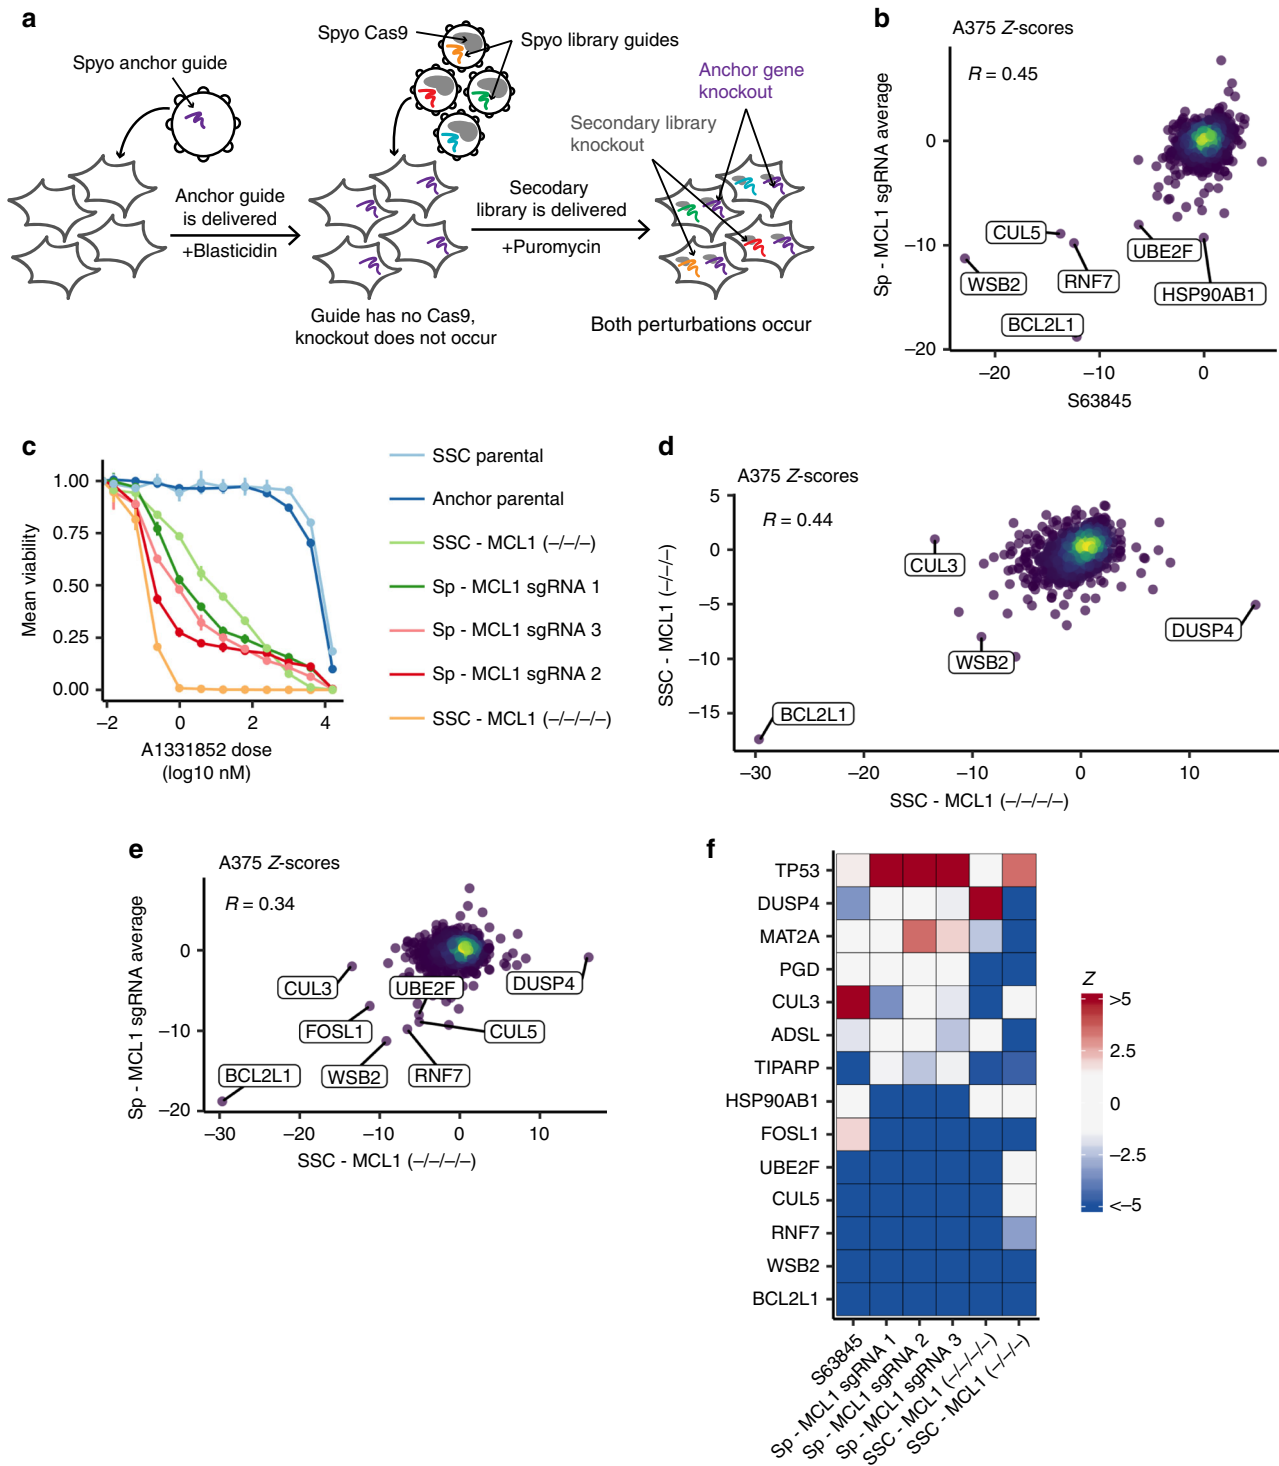 a
Spyo anchor guide
Spyo Cas9
Spyo library guides
Anchor gene
knockout
Secondary library
knockout
Anchor guide
is delivered
+Blasticidin
Secodary
library is delivered
+Puromycin
Guide has no Cas9,
knockout does not occur
Both perturbations occur
b
A375 Z-scores
R = 0.45
Sp - MCL1 sgRNA average
0
–10
–20
CUL5
WSB2
RNF7
UBE2F
HSP90AB1
BCL2L1
–20
–10
0
S63845
c
Mean viability
1.00
0.75
0.50
0.25
0.00
–2
0
2
4
A1331852 dose
(log10 nM)
SSC parental
Anchor parental
SSC - MCL1 (–/–/–)
Sp - MCL1 sgRNA 1
Sp - MCL1 sgRNA 3
Sp - MCL1 sgRNA 2
SSC - MCL1 (–/–/–/–)
d
A375 Z-scores
R = 0.44
SSC - MCL1 (–/–/–)
5
0
–5
–10
–15
CUL3
DUSP4
WSB2
BCL2L1
–30
–20
–10
0
10
SSC - MCL1 (–/–/–/–)
e
A375 Z-scores
R = 0.34
Sp - MCL1 sgRNA average
0
–10
–20
CUL3
UBE2F
DUSP4
FOSL1
CUL5
WSB2
RNF7
BCL2L1
–30
–20
–10
0
10
SSC - MCL1 (–/–/–/–)
f
TP53
DUSP4
MAT2A
PGD
CUL3
ADSL
TIPARP
HSP90AB1
FOSL1
UBE2F
CUL5
RNF7
WSB2
BCL2L1
S63845
Sp - MCL1 sgRNA 1
Sp - MCL1 sgRNA 2
Sp - MCL1 sgRNA 3
SSC - MCL1 (–/–/–/–)
SSC - MCL1 (–/–/–)
Z
>5
2.5
0
–2.5
<–5